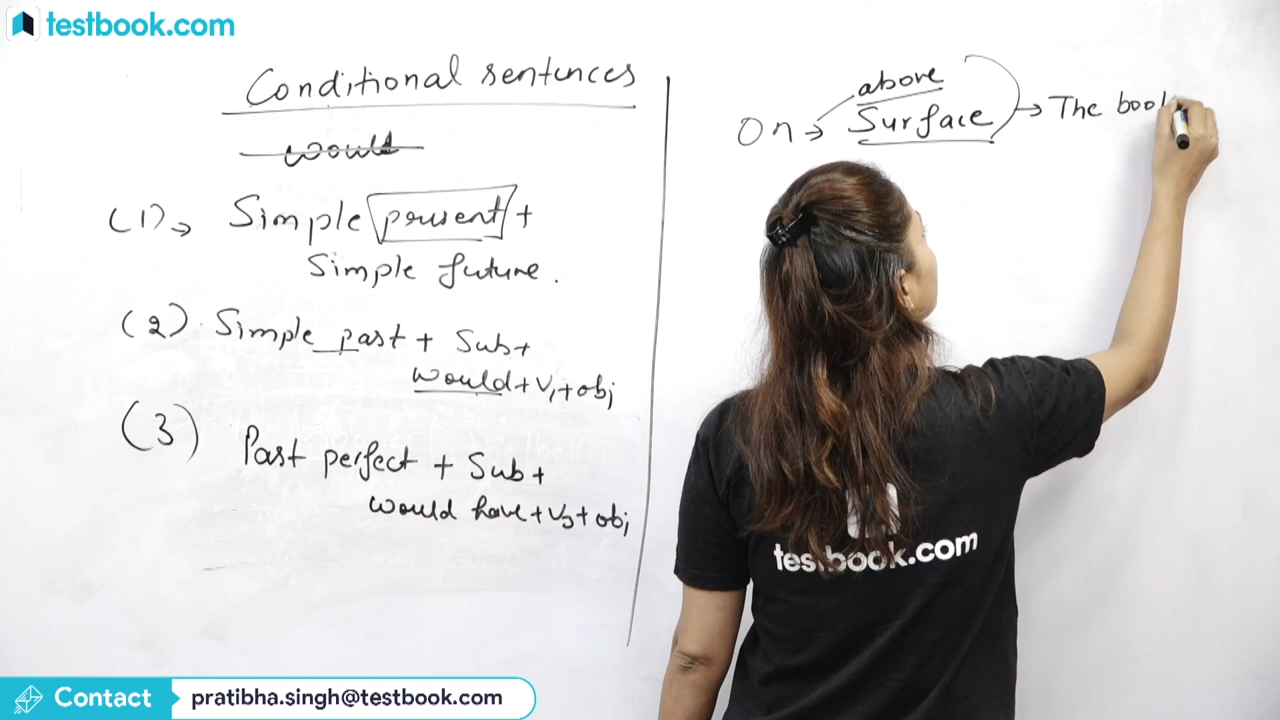 testbook.com
Conditional sentences
would
(1)→ Simple present +
Simple future.
(2) Simple past + Sub+
would+V1+obj
(3) Past perfect + Sub+
would have+V3+obj
above
On → Surface → The book
testbook.com
Contact pratibha.singh@testbook.com